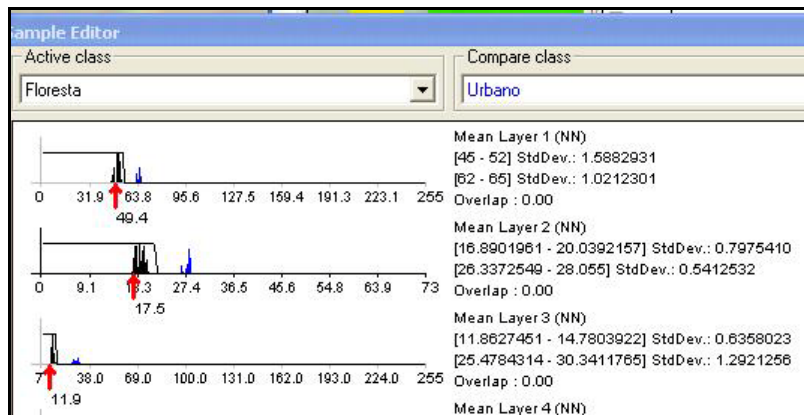 Sample Editor
Active class
Compare class
Floresta
Urbano
Mean Layer 1 (NN)
[45 - 52] StdDev.: 1.5882931
[62 - 65] StdDev.: 1.0212301
Overlap : 0.00
0 31.9 63.8 95.6 127.5 159.4 191.3 223.1 255
49.4
Mean Layer 2 (NN)
[16.8901961 - 20.0392157] StdDev.: 0.7975410
[26.3372549 - 28.055] StdDev.: 0.5412532
Overlap : 0.00
0 9.1 27.4 36.5 45.6 54.8 63.9 73
17.5
Mean Layer 3 (NN)
[11.8627451 - 14.7803922] StdDev.: 0.6358023
[25.4784314 - 30.3411765] StdDev.: 1.2921256
Overlap : 0.00
7 38.0 69.0 100.0 131.0 162.0 193.0 224.0 255
11.9
Mean Layer 4 (NN)